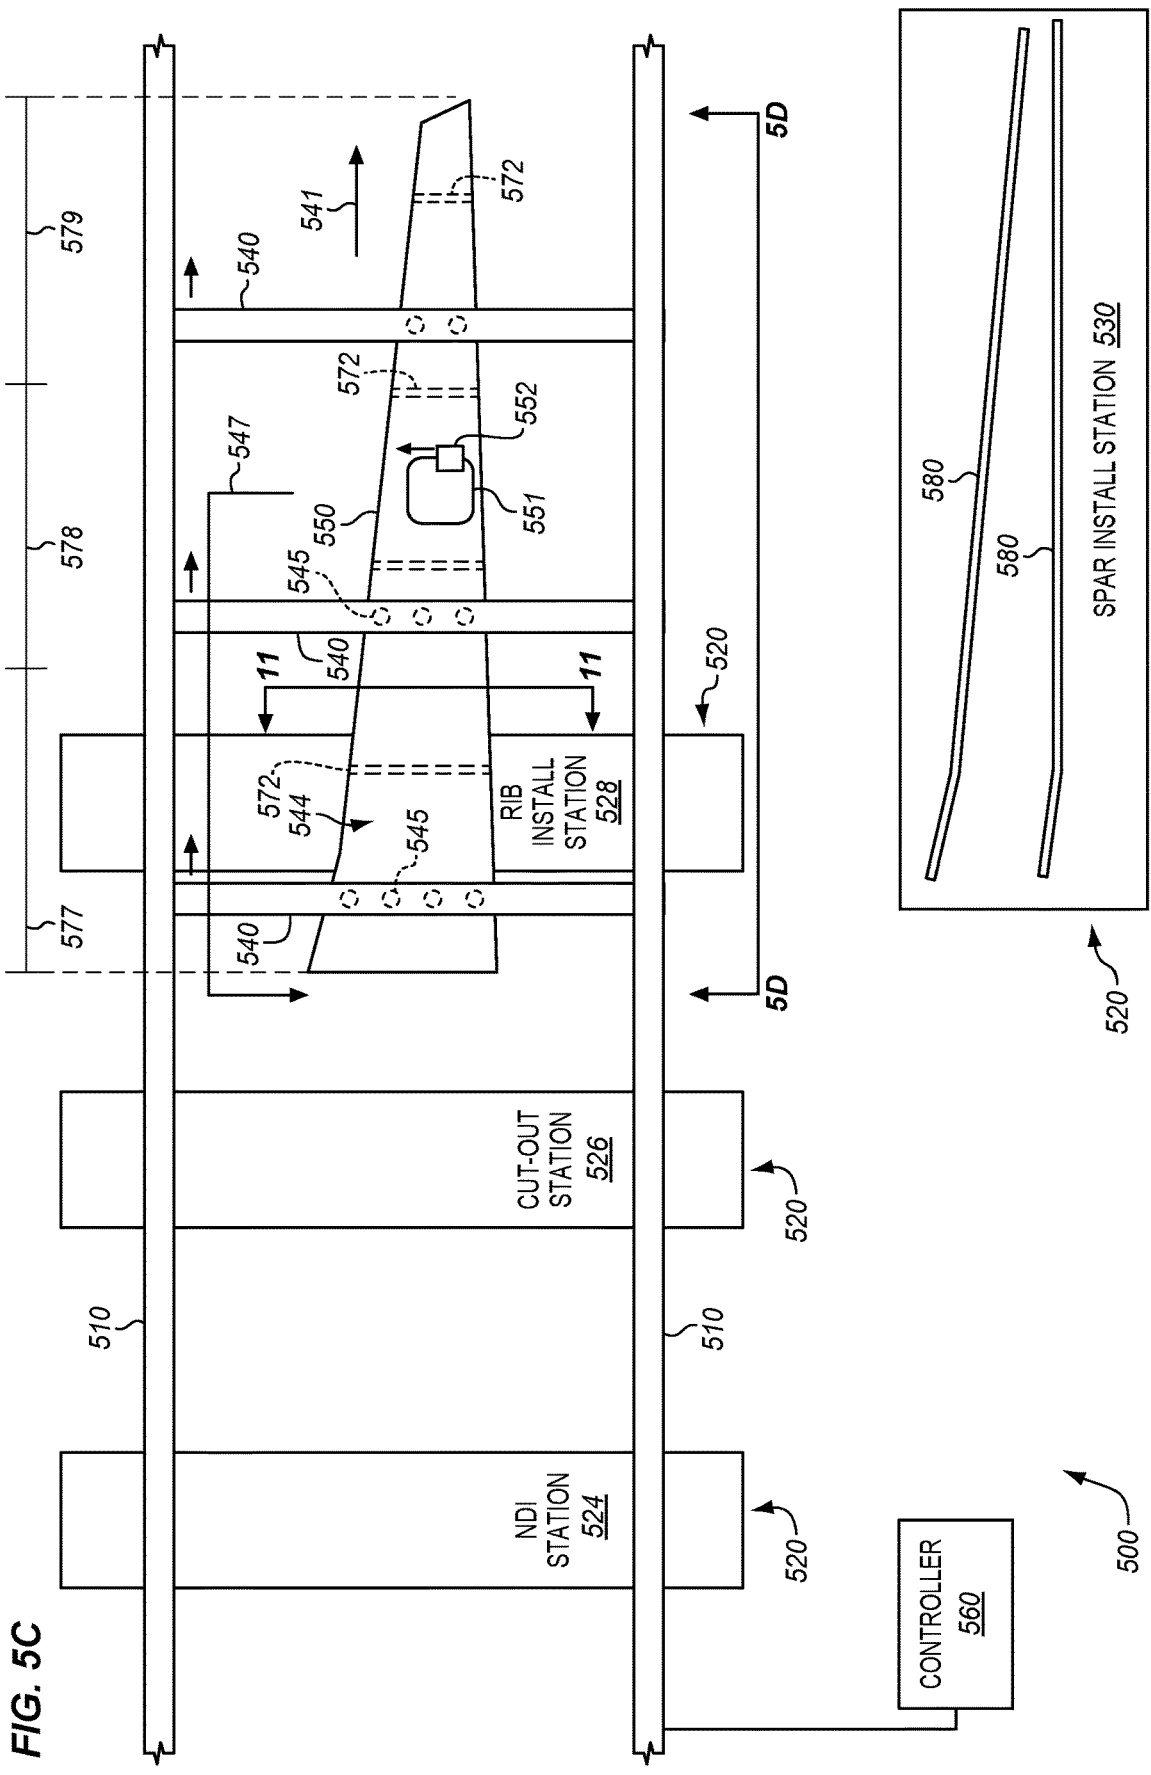 FIG. 5C
577
578
579
510
540
541
547
550
545
540
572
552
551
572
11
11
540
572
544
545
RIB
INSTALL
STATION
528
520
5D
5D
CUT-OUT
STATION
526
520
NDI
STATION
524
520
510
CONTROLLER
560
500
580
580
SPAR INSTALL STATION 530
520